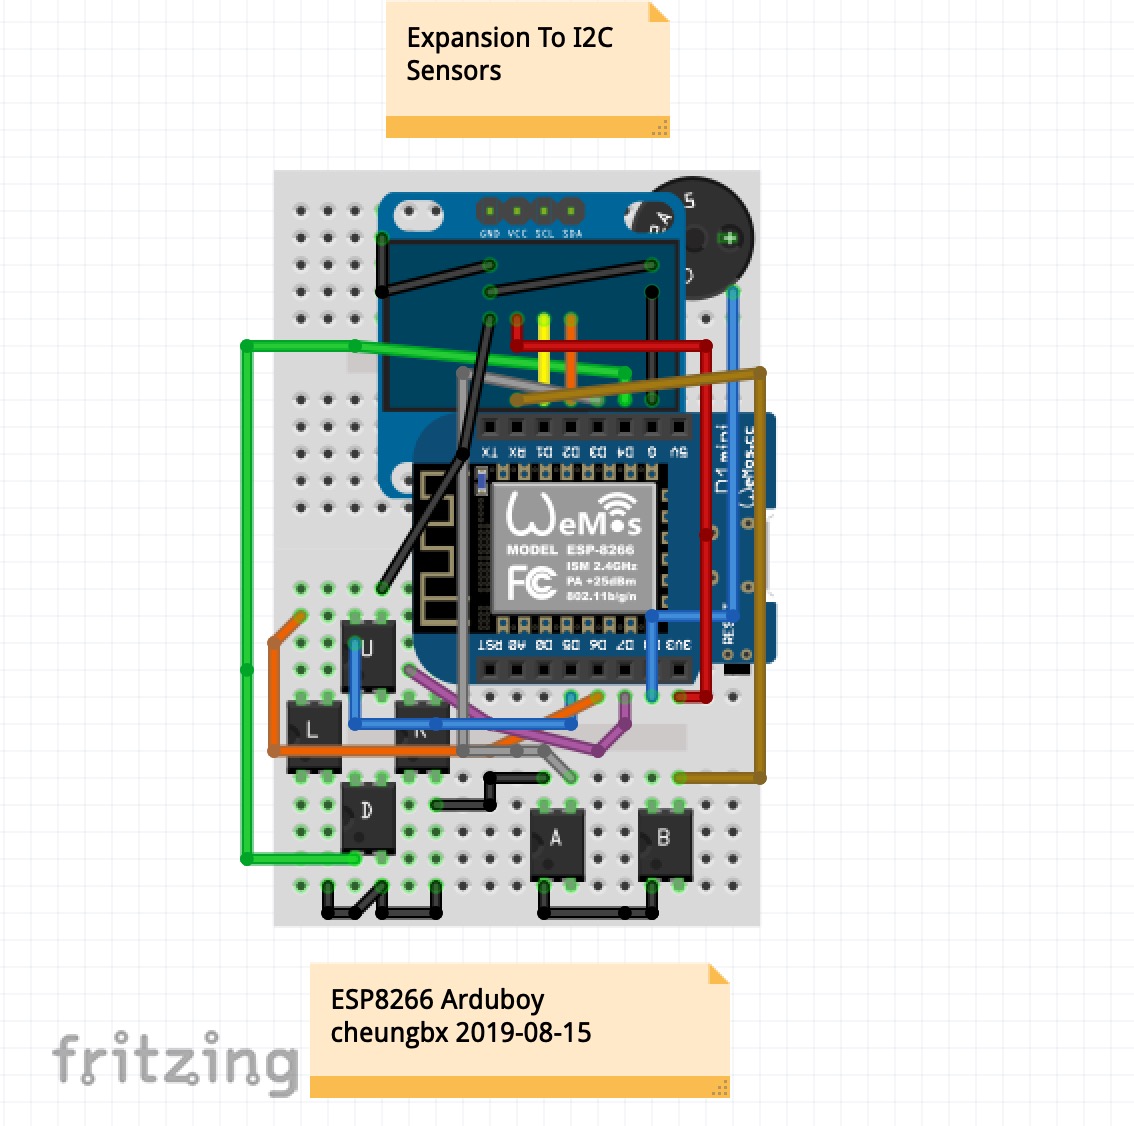 Expansion To I2C
Sensors
GND VCC SCL SDA
TX RX D1 D2 D3 D4 G 5V
D1 mini
WeMos.cc
WeMos
MODEL ESP-8266
ISM 2.4GHz
PA +25dBm
802.11b/g/n
FC
RST A0 D0 D5 D6 D7 3V3
U
L
R
D
A
B
ESP8266 Arduboy
cheungbx 2019-08-15
fritzing